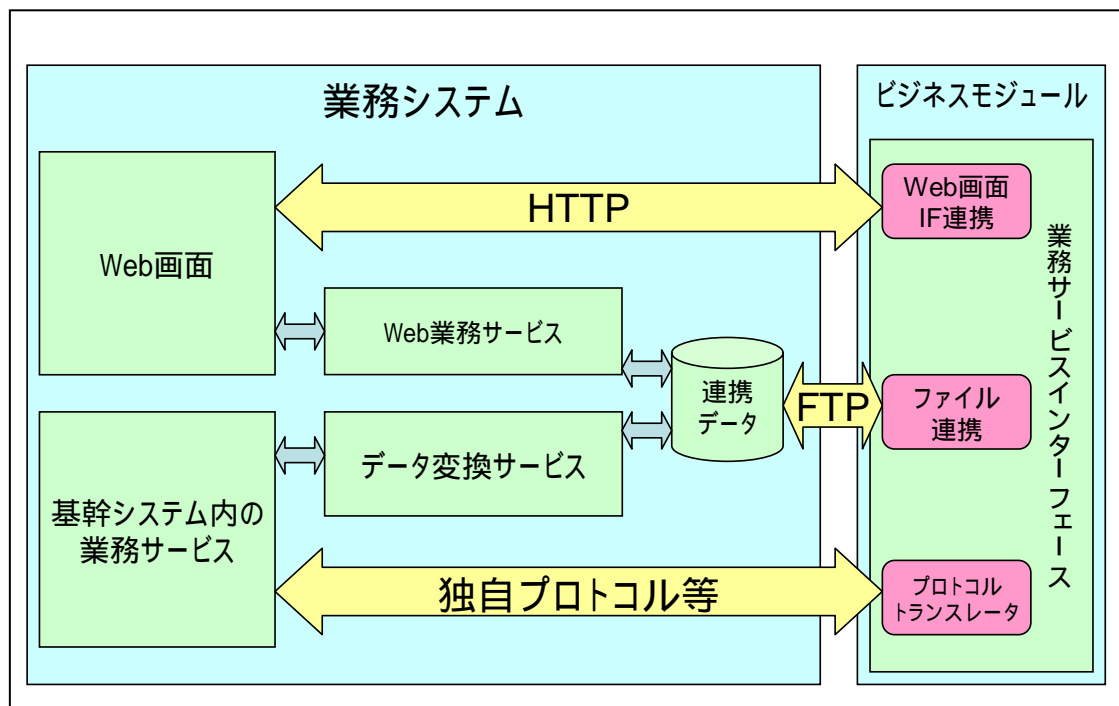 業務システム
ビジネスモジュール
HTTP
Web画面
IF連携
Web画面
Web業務サービス
連携
データ
FTP
ファイル
連携
データ変換サービス
基幹システム内の
業務サービス
独自プロトコル等
プロトコル
トランスレータ
業務サービスインターフェース